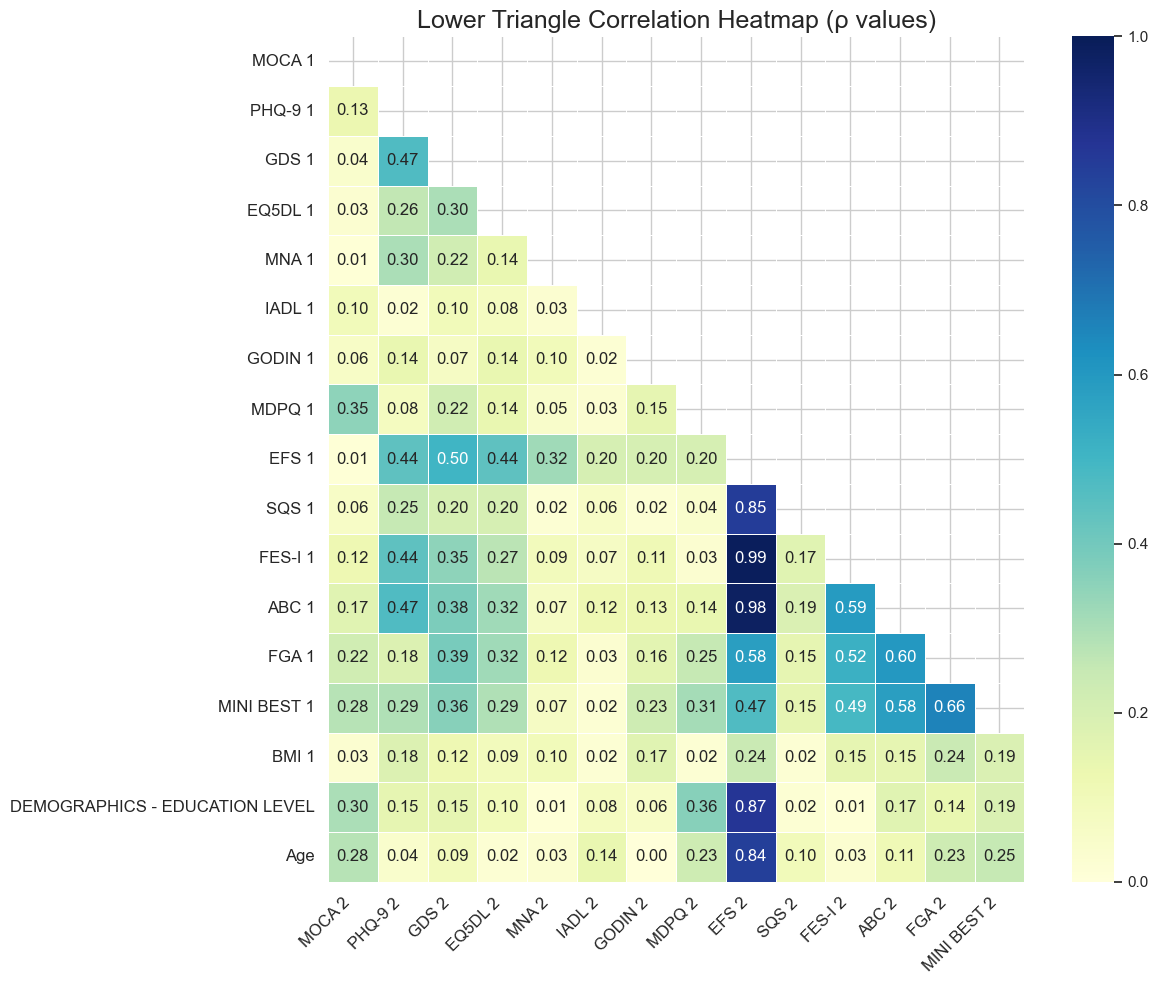 Lower Triangle Correlation Heatmap (ρ values)
MOCA 1
PHQ-9 1 0.13
GDS 1 0.04 0.47
EQ5DL 1 0.03 0.26 0.30
MNA 1 0.01 0.30 0.22 0.14
IADL 1 0.10 0.02 0.10 0.08 0.03
GODIN 1 0.06 0.14 0.07 0.14 0.10 0.02
MDPQ 1 0.35 0.08 0.22 0.14 0.05 0.03 0.15
EFS 1 0.01 0.44 0.50 0.44 0.32 0.20 0.20 0.20
SQS 1 0.06 0.25 0.20 0.20 0.02 0.06 0.02 0.04 0.85
FES-I 1 0.12 0.44 0.35 0.27 0.09 0.07 0.11 0.03 0.99 0.17
ABC 1 0.17 0.47 0.38 0.32 0.07 0.12 0.13 0.14 0.98 0.19 0.59
FGA 1 0.22 0.18 0.39 0.32 0.12 0.03 0.16 0.25 0.58 0.15 0.52 0.60
MINI BEST 1 0.28 0.29 0.36 0.29 0.07 0.02 0.23 0.31 0.47 0.15 0.49 0.58 0.66
BMI 1 0.03 0.18 0.12 0.09 0.10 0.02 0.17 0.02 0.24 0.02 0.15 0.15 0.24 0.19
DEMOGRAPHICS - EDUCATION LEVEL 0.30 0.15 0.15 0.10 0.01 0.08 0.06 0.36 0.87 0.02 0.01 0.17 0.14 0.19
Age 0.28 0.04 0.09 0.02 0.03 0.14 0.00 0.23 0.84 0.10 0.03 0.11 0.23 0.25
MOCA 2 PHQ-9 2 GDS 2 EQ5DL 2 MNA 2 IADL 2 GODIN 2 MDPQ 2 EFS 2 SQS 2 FES-I 2 ABC 2 FGA 2 MINI BEST 2
1.0
0.8
0.6
0.4
0.2
0.0